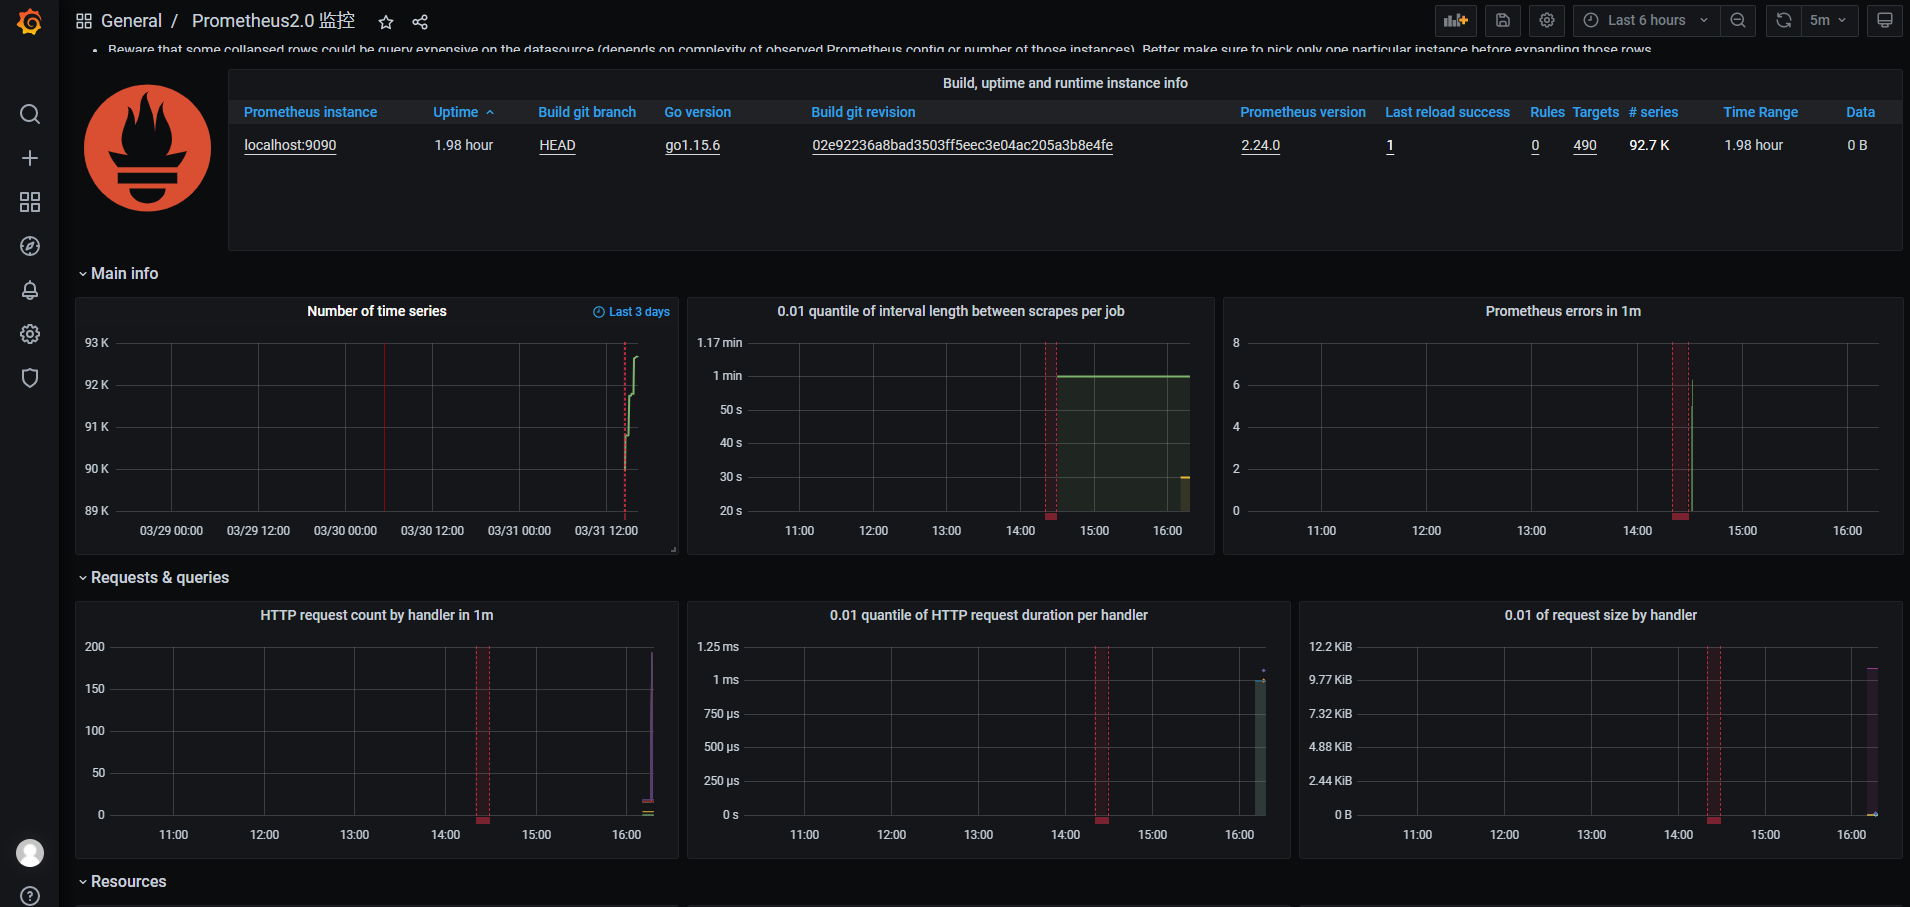 General / Prometheus2.0 监控
Last 6 hours
5m
Beware that some collapsed rows could be query expensive on the datasource (depends on complexity of observed Prometheus config or number of those instances). Better make sure to pick only one particular instance before expanding those rows
Build, uptime and runtime instance info
Prometheus instance Uptime Build git branch Go version Build git revision Prometheus version Last reload success Rules Targets # series Time Range Data
localhost:9090 1.98 hour HEAD go1.15.6 02e92236a8bad3503ff5eec3e04ac205a3b8e4fe 2.24.0 1 0 490 92.7 K 1.98 hour 0 B
Main info
Number of time series
Last 3 days
93 K
92 K
91 K
90 K
89 K
03/29 00:00 03/29 12:00 03/30 00:00 03/30 12:00 03/31 00:00 03/31 12:00
0.01 quantile of interval length between scrapes per job
1.17 min
1 min
50 s
40 s
30 s
20 s
11:00 12:00 13:00 14:00 15:00 16:00
Prometheus errors in 1m
8
6
4
2
0
11:00 12:00 13:00 14:00 15:00 16:00
Requests & queries
HTTP request count by handler in 1m
200
150
100
50
0
11:00 12:00 13:00 14:00 15:00 16:00
0.01 quantile of HTTP request duration per handler
1.25 ms
1 ms
750 µs
500 µs
250 µs
0 s
11:00 12:00 13:00 14:00 15:00 16:00
0.01 of request size by handler
12.2 KiB
9.77 KiB
7.32 KiB
4.88 KiB
2.44 KiB
0 B
11:00 12:00 13:00 14:00 15:00 16:00
Resources